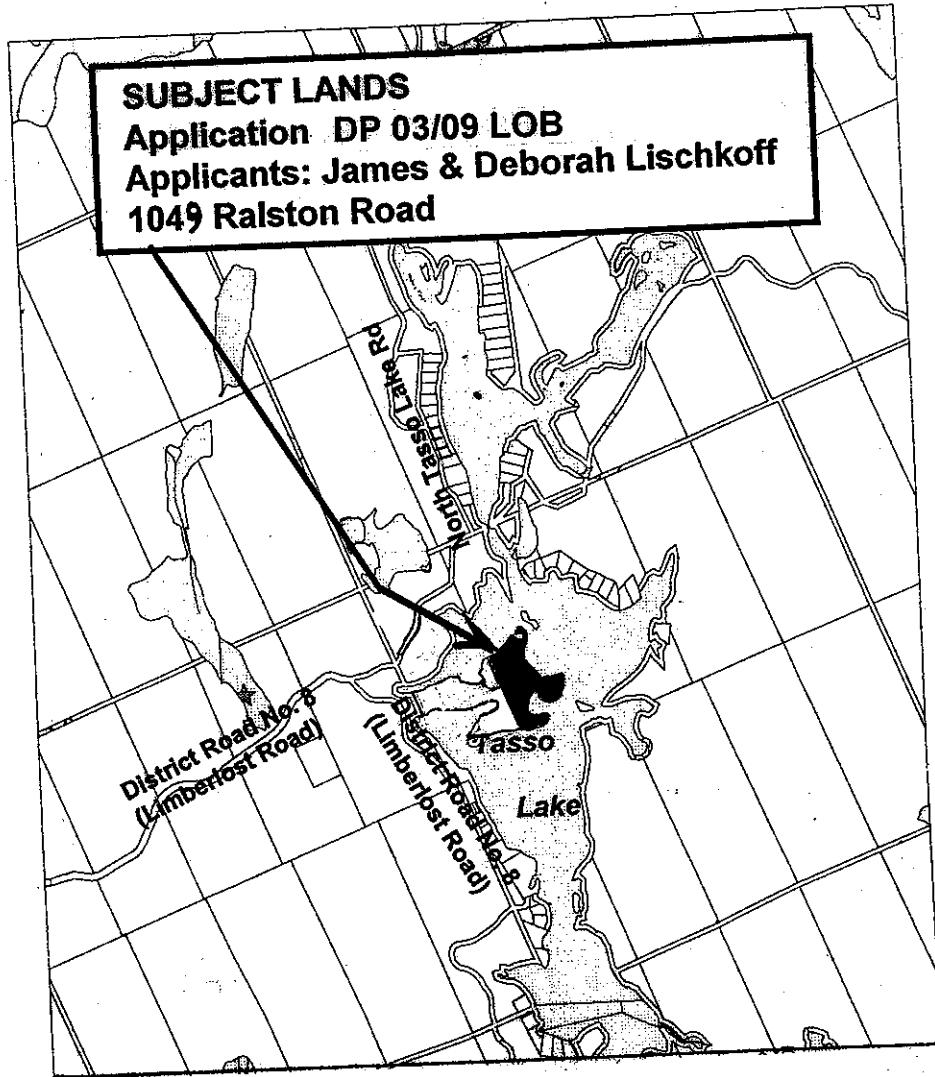 SUBJECT LANDS
Application DP 03/09 LOB
Applicants: James & Deborah Lischkoff
1049 Ralston Road
North Tasso Lake Rd
District Road No. 8
(Limberlost Road)
District Road No. 8
(Limberlost Road)
Tasso
Lake